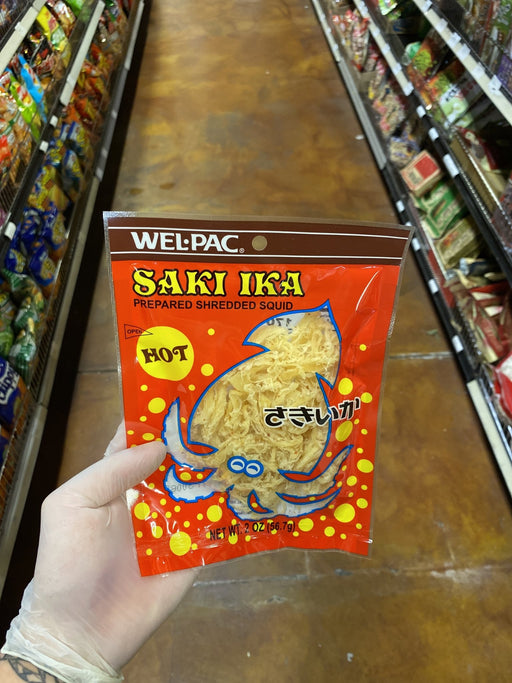 WEL-PAC®
SAKI IKA
PREPARED SHREDDED SQUID
OPEN
HOT
さきいか
NET WT. 2 OZ (56.7g)